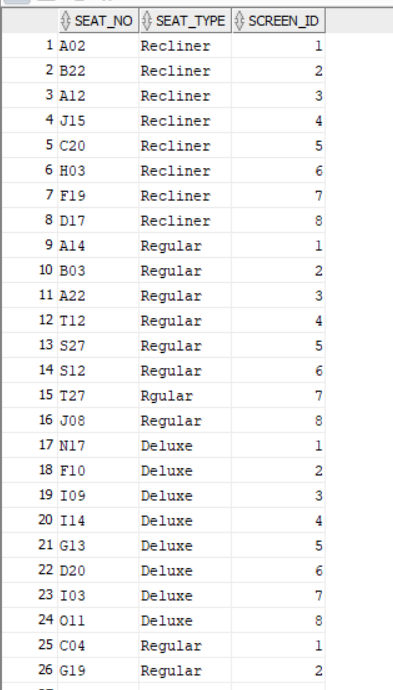 SEAT_NO SEAT_TYPE SCREEN_ID
1 A02 Recliner 1
2 B22 Recliner 2
3 A12 Recliner 3
4 J15 Recliner 4
5 C20 Recliner 5
6 H03 Recliner 6
7 F19 Recliner 7
8 D17 Recliner 8
9 A14 Regular 1
10 B03 Regular 2
11 A22 Regular 3
12 T12 Regular 4
13 S27 Regular 5
14 S12 Regular 6
15 T27 Rgular 7
16 J08 Regular 8
17 N17 Deluxe 1
18 F10 Deluxe 2
19 I09 Deluxe 3
20 I14 Deluxe 4
21 G13 Deluxe 5
22 D20 Deluxe 6
23 I03 Deluxe 7
24 O11 Deluxe 8
25 C04 Regular 1
26 G19 Regular 2